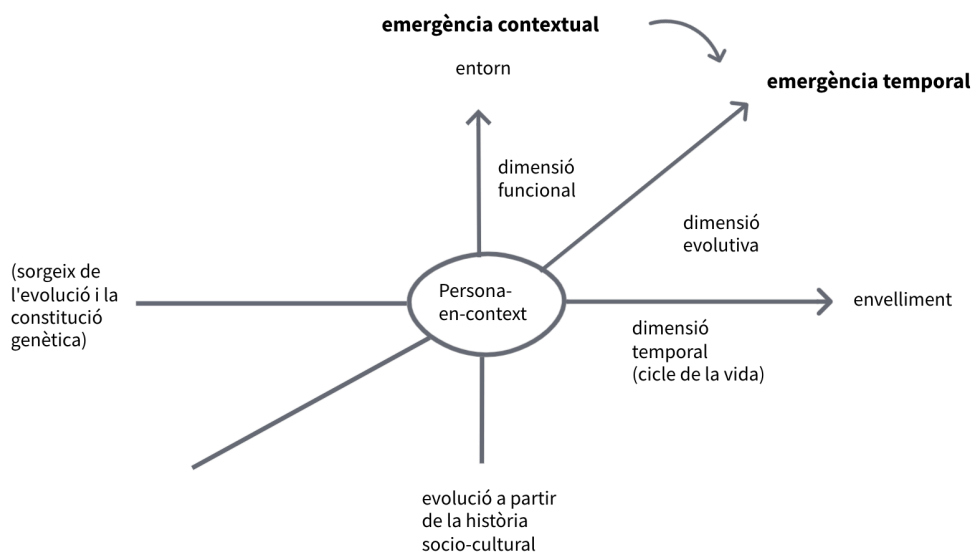 emergència contextual
entorn
emergència temporal
dimensió
funcional
dimensió
evolutiva
(sorgeix de
l'evolució i la
constitució
genètica)
Persona-
en-context
envelliment
dimensió
temporal
(cicle de la vida)
evolució a partir
de la història
socio-cultural